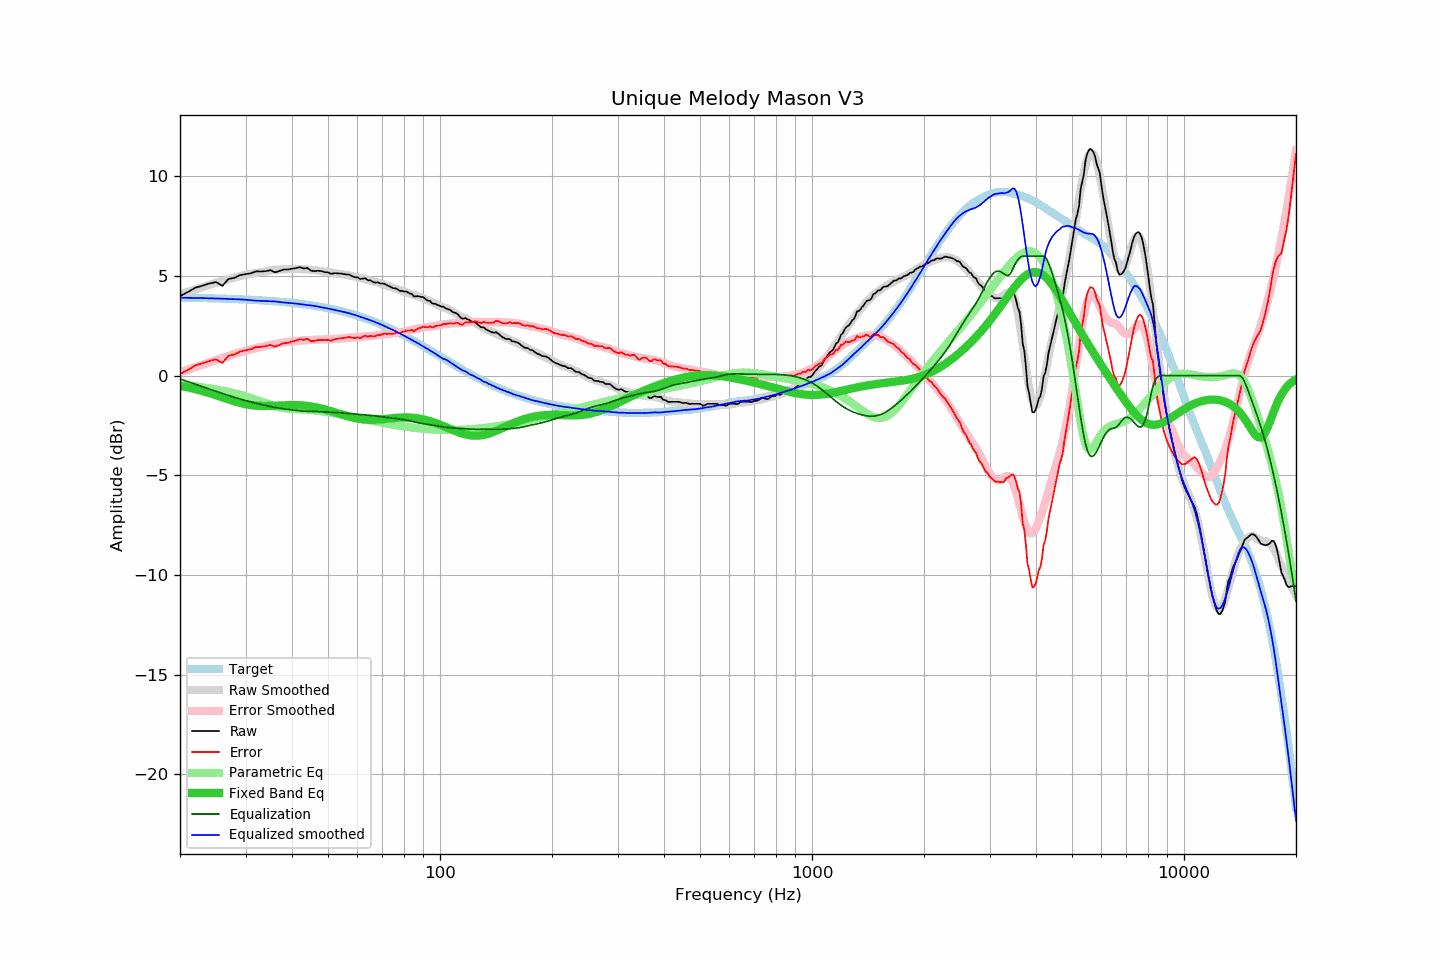 Unique Melody Mason V3
10
5
0
−5
−10
−15
−20
Amplitude (dBr)
Target
Raw Smoothed
Error Smoothed
Raw
Error
Parametric Eq
Fixed Band Eq
Equalization
Equalized smoothed
100
1000
10000
Frequency (Hz)